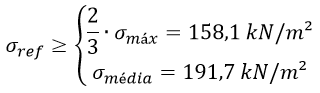 σref ≥ { 2/3 · σmáx = 158,1 kN/m²
σmédia = 191,7 kN/m²